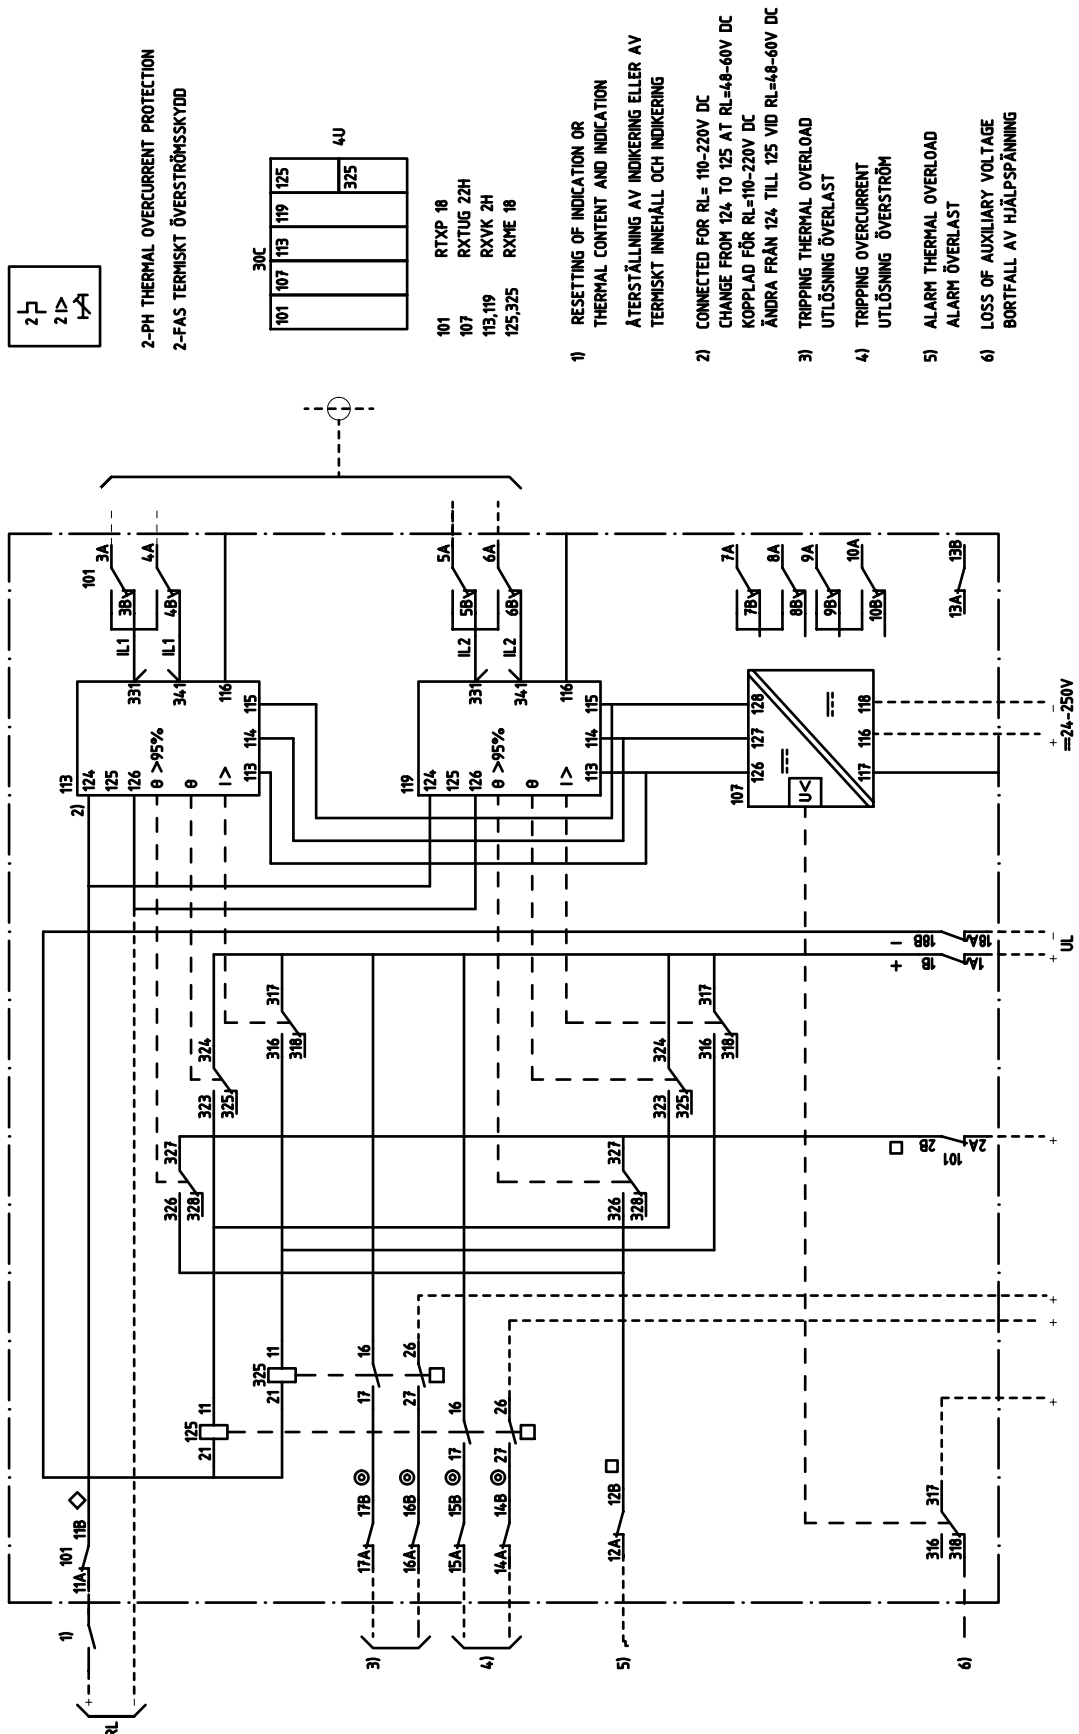 2
2 I>
2-PH THERMAL OVERCURRENT PROTECTION
2-FAS TERMISKT ÖVERSTRÖMSSKYDD
30C
101 107 113 119 125
325
4U
101 RTXP 18
107 RXTUG 22H
113,119 RXVK 2H
125,325 RXME 18
1) RESETTING OF INDICATION OR
THERMAL CONTENT AND INDICATION
ÅTERSTÄLLNING AV INDIKERING ELLER AV
TERMISKT INNEHÅLL OCH INDIKERING
2) CONNECTED FOR RL= 110-220V DC
CHANGE FROM 124 TO 125 AT RL=48-60V DC
KOPPLAD FÖR RL=110-220V DC
ÄNDRA FRÅN 124 TILL 125 VID RL=48-60V DC
3) TRIPPING THERMAL OVERLOAD
UTLÖSNING ÖVERLAST
4) TRIPPING OVERCURRENT
UTLÖSNING ÖVERSTRÖM
5) ALARM THERMAL OVERLOAD
ALARM ÖVERLAST
6) LOSS OF AUXILIARY VOLTAGE
BORTFALL AV HJÄLPSPÄNNING
RL
+
-
1)
101
11A 11B
2)
113
124
125
126
θ >95%
θ
I >
113 114 115
331
341
116
IL1
IL1
101
3B 3A
4B 4A
119
124
125
126
θ >95%
θ
I >
113 114 115
331
341
116
IL2
IL2
5B 5A
6B 6A
107
126 127 128
U<
117 116 118
+ -
=24-250V
7B 7A
8B 8A
9B 9A
10B 10A
13A 13B
326 327
328
323 324
325
316 317
318
326 327
328
323 324
325
316 317
318
125
21 11
325
21 11
3)
17A 17B 17 16
16A 16B 27 26
4)
15A 15B 17 16
14A 14B 27 26
5)
12A 12B
6)
316 317
318
+
+
+
101
2B 2A
+
+ -
1B 18B
1A 18A
+ -
UL